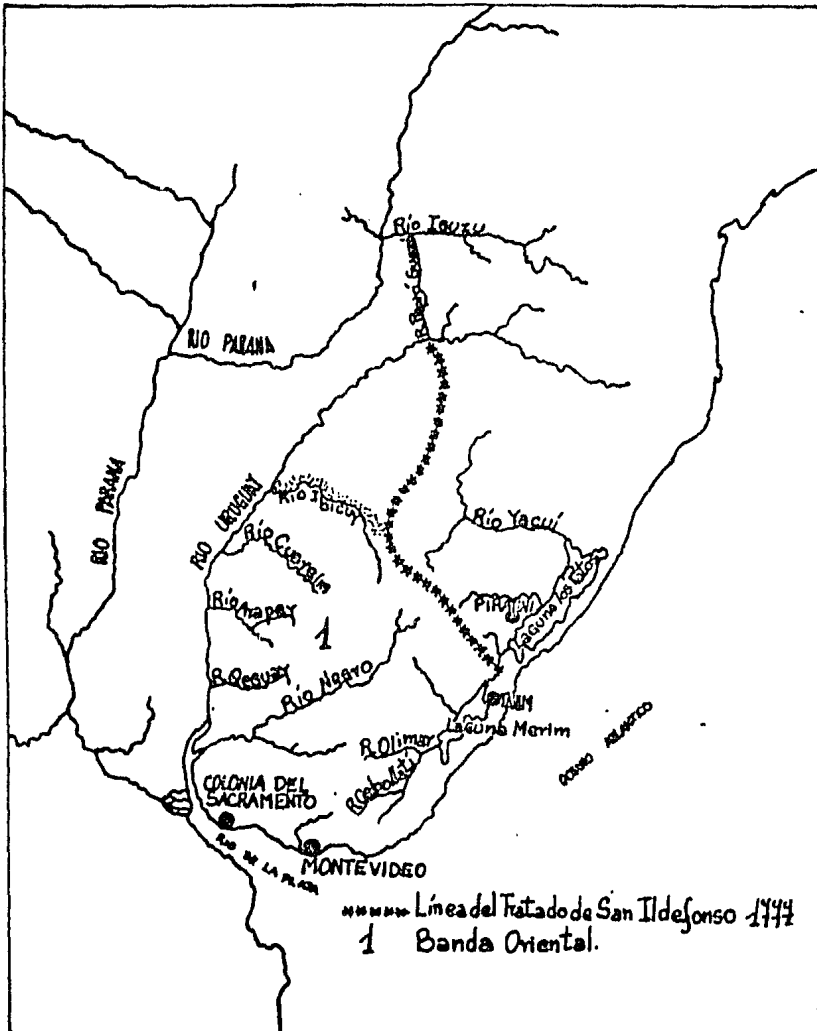 Río Iguzu
R. Pepirí Guazú
RIO PARANA
RIO PARANA
RIO URUGUAY
Río Ibicuy
Río Cuareim
Río Yacuí
Río Arapey
PIRATINI
Laguna los Patos
1
R. Queguay
Río Negro
TAIM
Laguna Merim
R. Olimar
R. Cebollatí
OCEANO ATLANTICO
COLONIA DEL
SACRAMENTO
RIO DE LA PLATA
MONTEVIDEO
Línea del Tratado de San Ildefonso 1777
1 Banda Oriental.